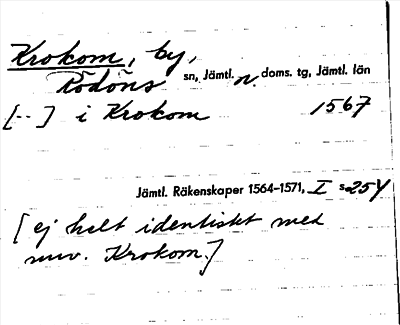 Krokom, by,
Rödöns sn, Jämtl. n. doms. tg, Jämtl. län
[--] i Krokom 1567
Jämtl. Räkenskaper 1564-1571, I s 254
[ej helt identiskt med
nuv. Krokom.]